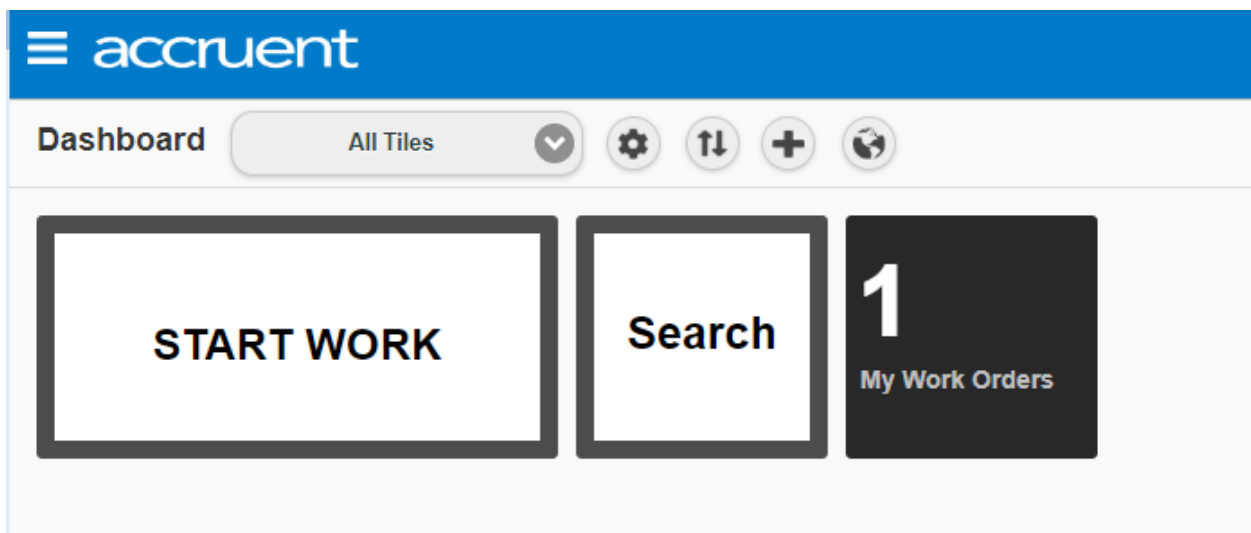 accruent
Dashboard
All Tiles
START WORK
Search
1
My Work Orders